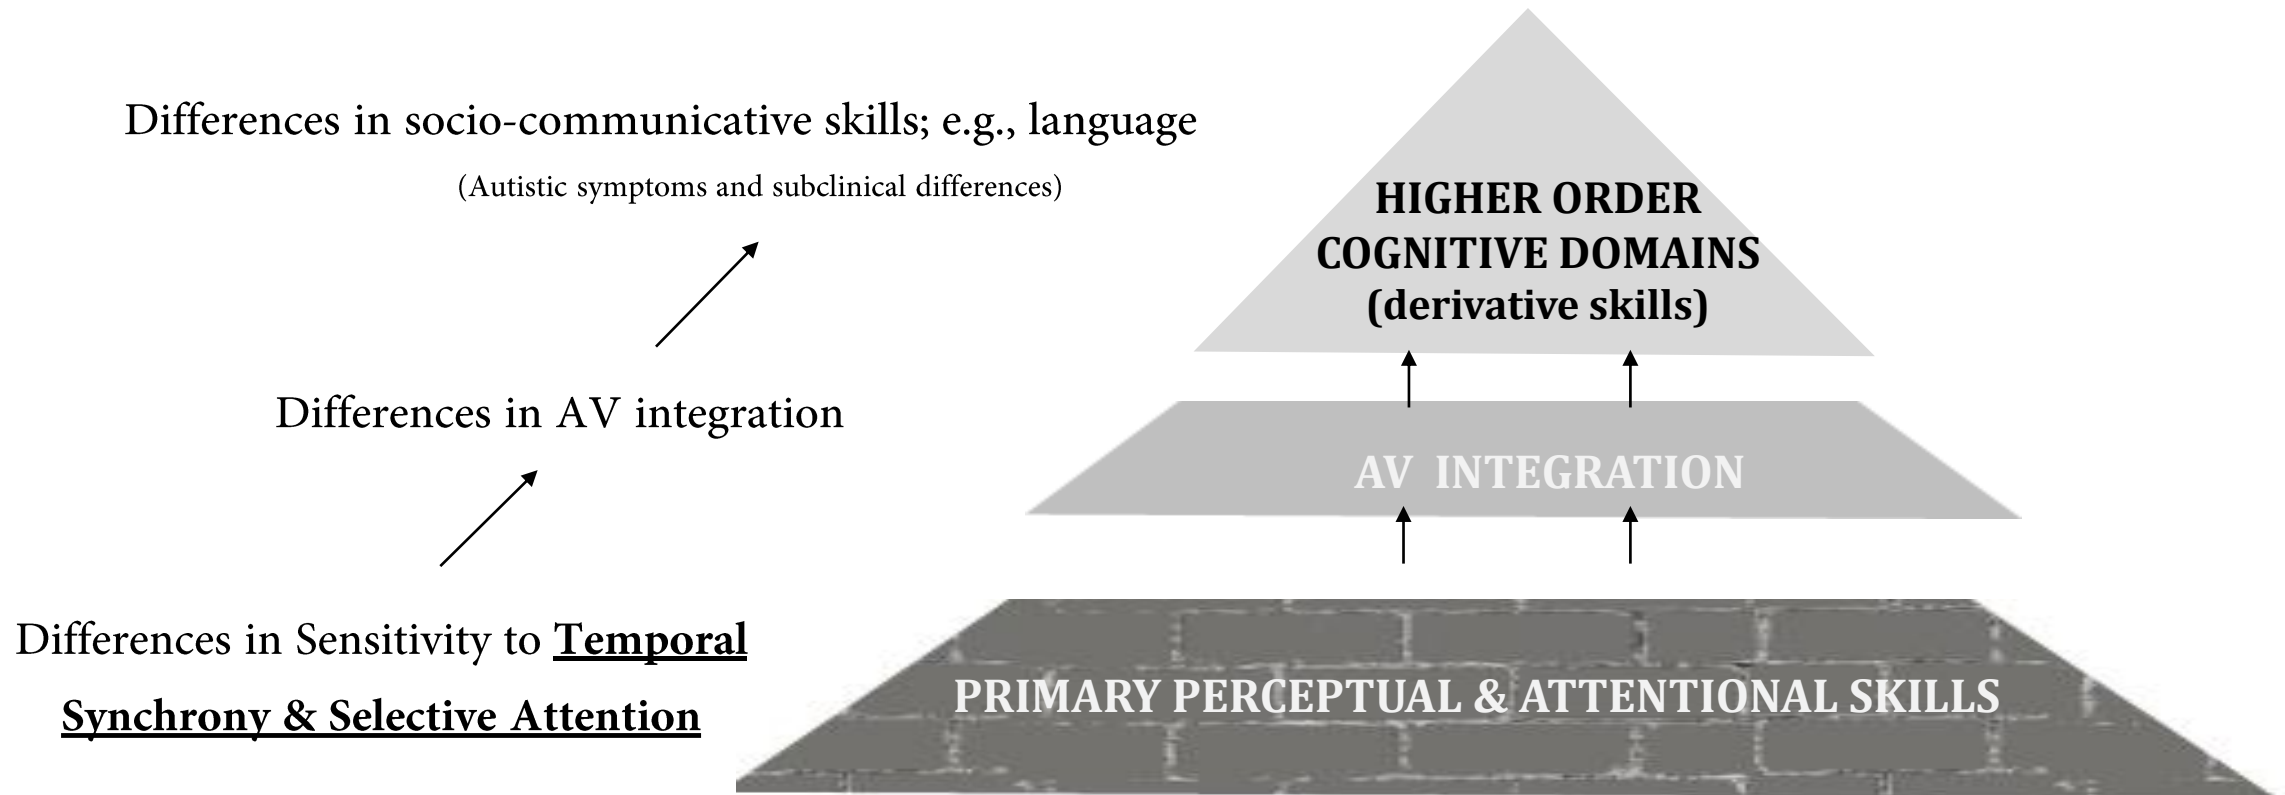 Differences in socio-communicative skills; e.g., language
(Autistic symptoms and subclinical differences)
HIGHER ORDER
COGNITIVE DOMAINS
(derivative skills)
Differences in AV integration
AV INTEGRATION
Differences in Sensitivity to Temporal
Synchrony & Selective Attention
PRIMARY PERCEPTUAL & ATTENTIONAL SKILLS